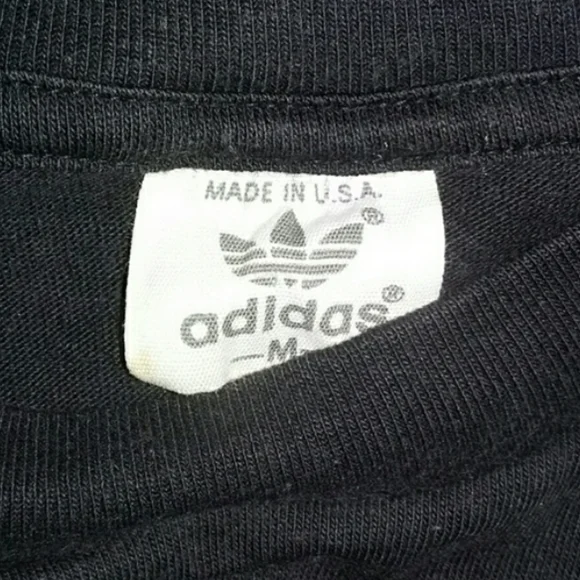 MADE IN U.S.A.
®
adidas®
—M—